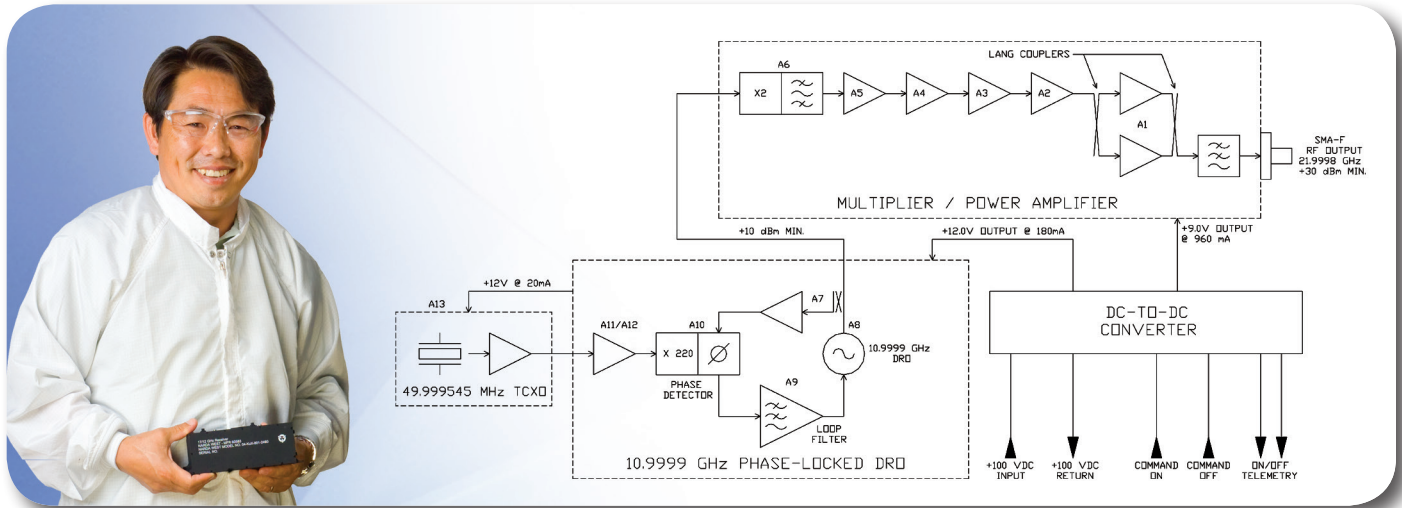 LANG COUPLERS
A6
X2
A5
A4
A3
A2
A1
SMA-F
RF OUTPUT
21.9998 GHz
+30 dBm MIN.
MULTIPLIER / POWER AMPLIFIER
+10 dBm MIN.
+12.0V OUTPUT @ 180mA
+9.0V OUTPUT
@ 960 mA
+12V @ 20mA
A13
49.999545 MHz TCXO
A11/A12
A10
X 220
PHASE
DETECTOR
A7
A8
10.9999 GHz
DRO
A9
LOOP
FILTER
10.9999 GHz PHASE-LOCKED DRO
DC-TO-DC
CONVERTER
+100 VDC
INPUT
+100 VDC
RETURN
COMMAND
ON
COMMAND
OFF
ON/OFF
TELEMETRY